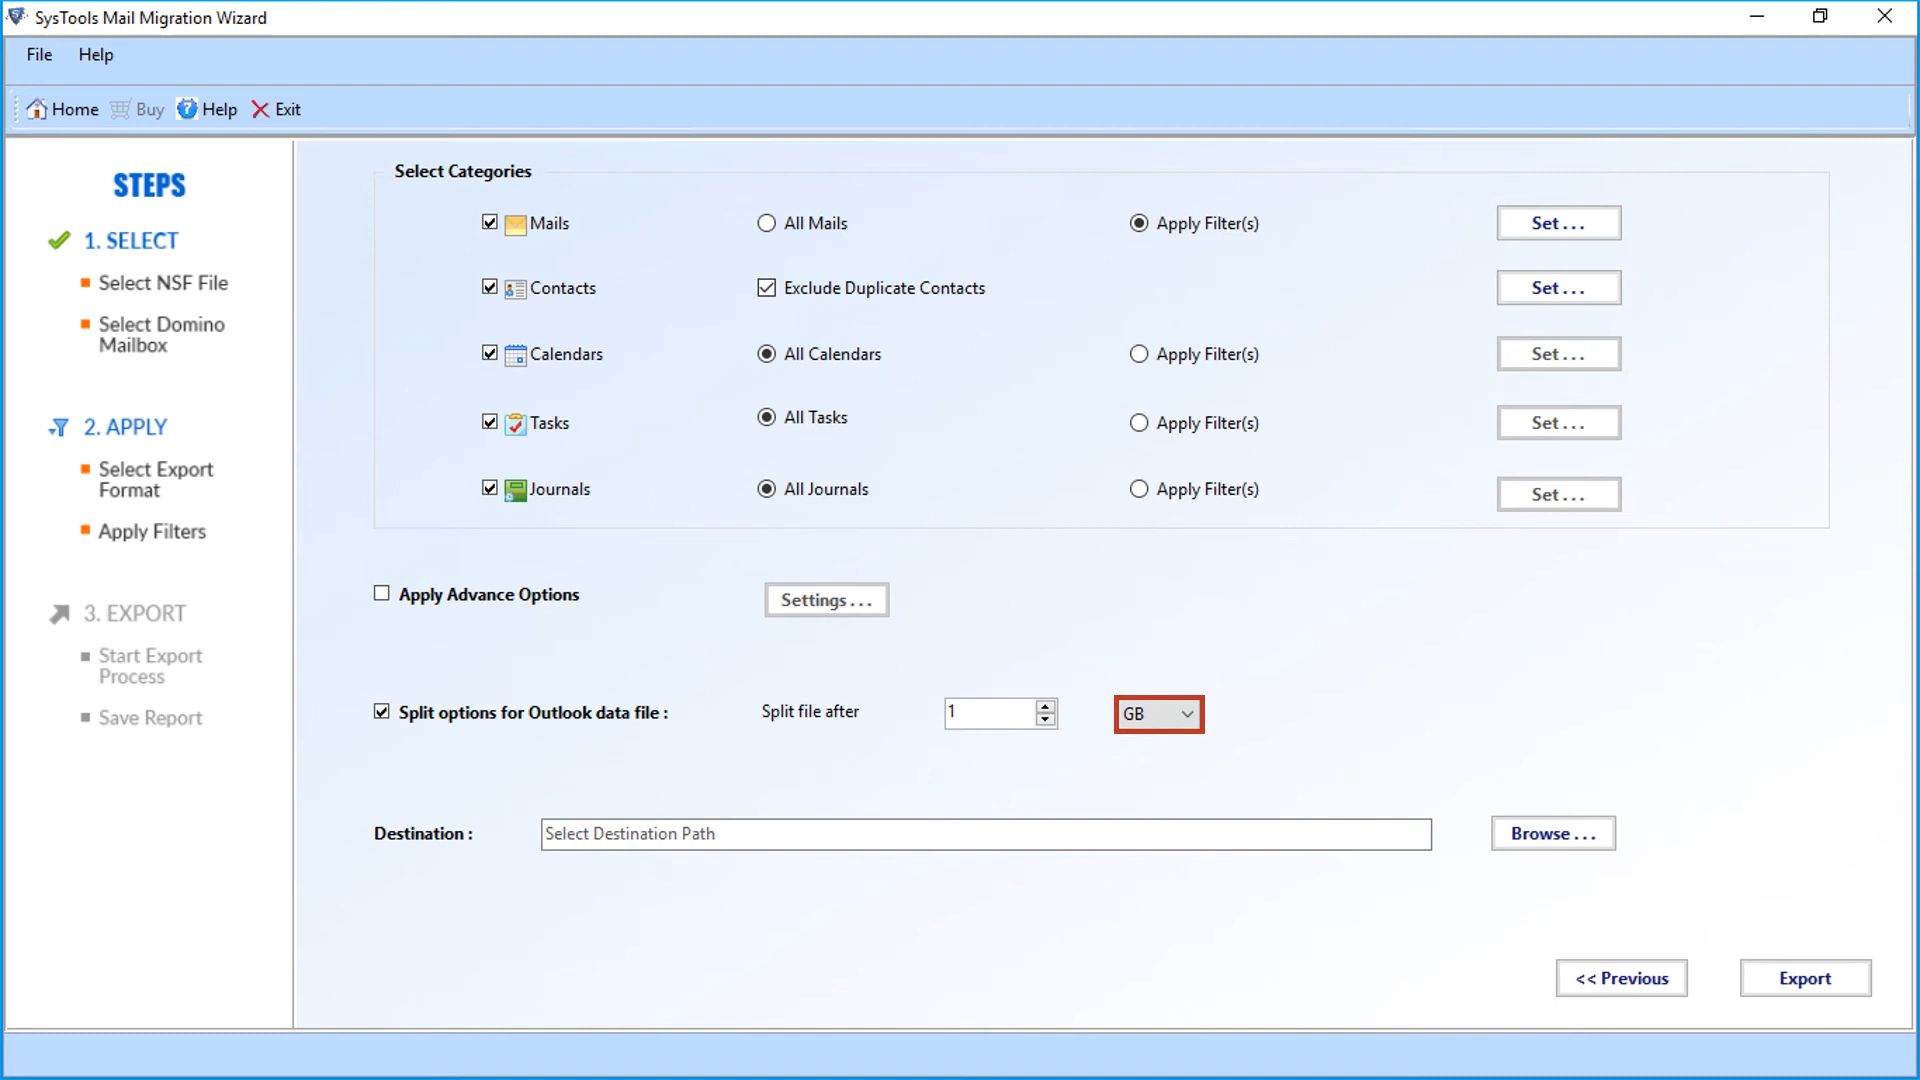 SysTools Mail Migration Wizard
File Help
Home Buy Help Exit
STEPS
1. SELECT
Select NSF File
Select Domino
Mailbox
2. APPLY
Select Export
Format
Apply Filters
3. EXPORT
Start Export
Process
Save Report
Select Categories
Mails All Mails Apply Filter(s) Set . . .
Contacts Exclude Duplicate Contacts Set . . .
Calendars All Calendars Apply Filter(s) Set . . .
Tasks All Tasks Apply Filter(s) Set . . .
Journals All Journals Apply Filter(s) Set . . .
Apply Advance Options Settings . . .
Split options for Outlook data file : Split file after 1 GB
Destination : Select Destination Path Browse . . .
<< Previous Export